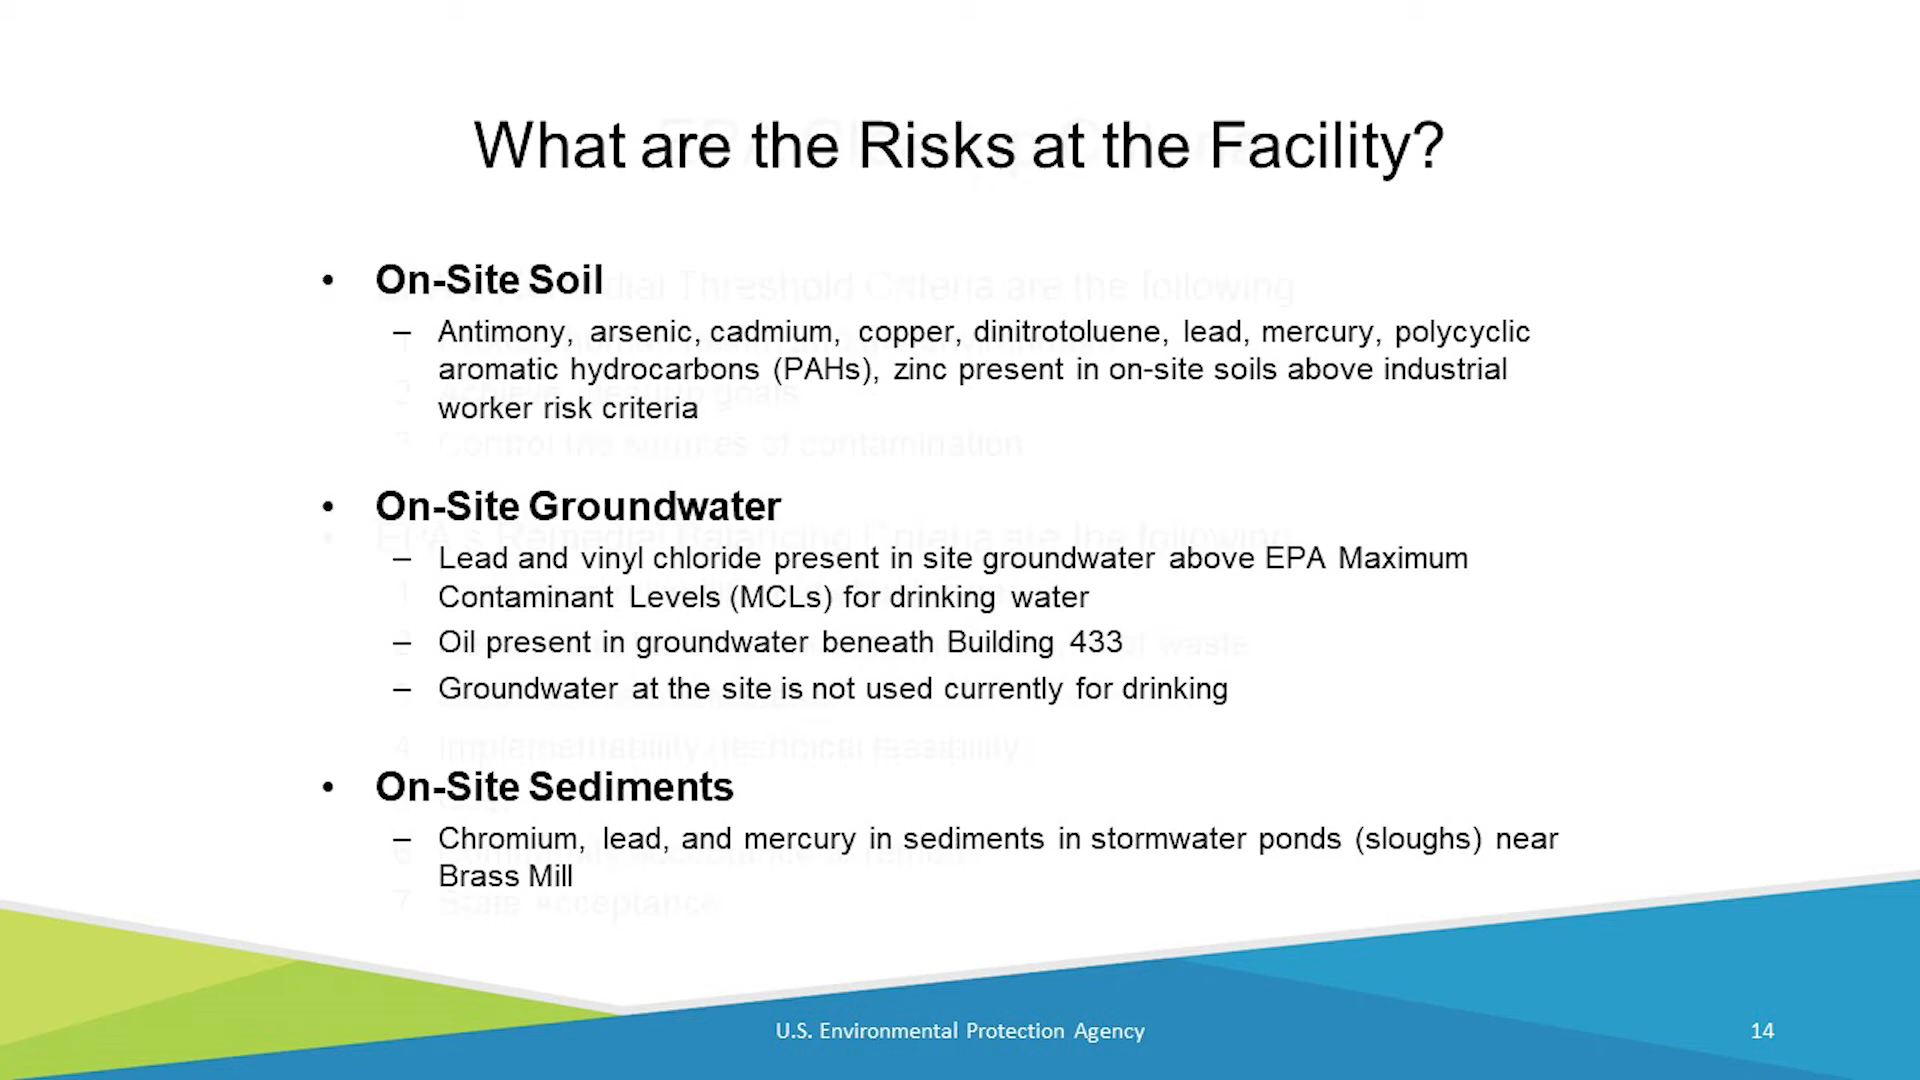 What are the Risks at the Facility?
• On-Site Soil
– Antimony, arsenic, cadmium, copper, dinitrotoluene, lead, mercury, polycyclic
aromatic hydrocarbons (PAHs), zinc present in on-site soils above industrial
worker risk criteria
• On-Site Groundwater
– Lead and vinyl chloride present in site groundwater above EPA Maximum
Contaminant Levels (MCLs) for drinking water
– Oil present in groundwater beneath Building 433
– Groundwater at the site is not used currently for drinking
• On-Site Sediments
– Chromium, lead, and mercury in sediments in stormwater ponds (sloughs) near
Brass Mill
U.S. Environmental Protection Agency
14